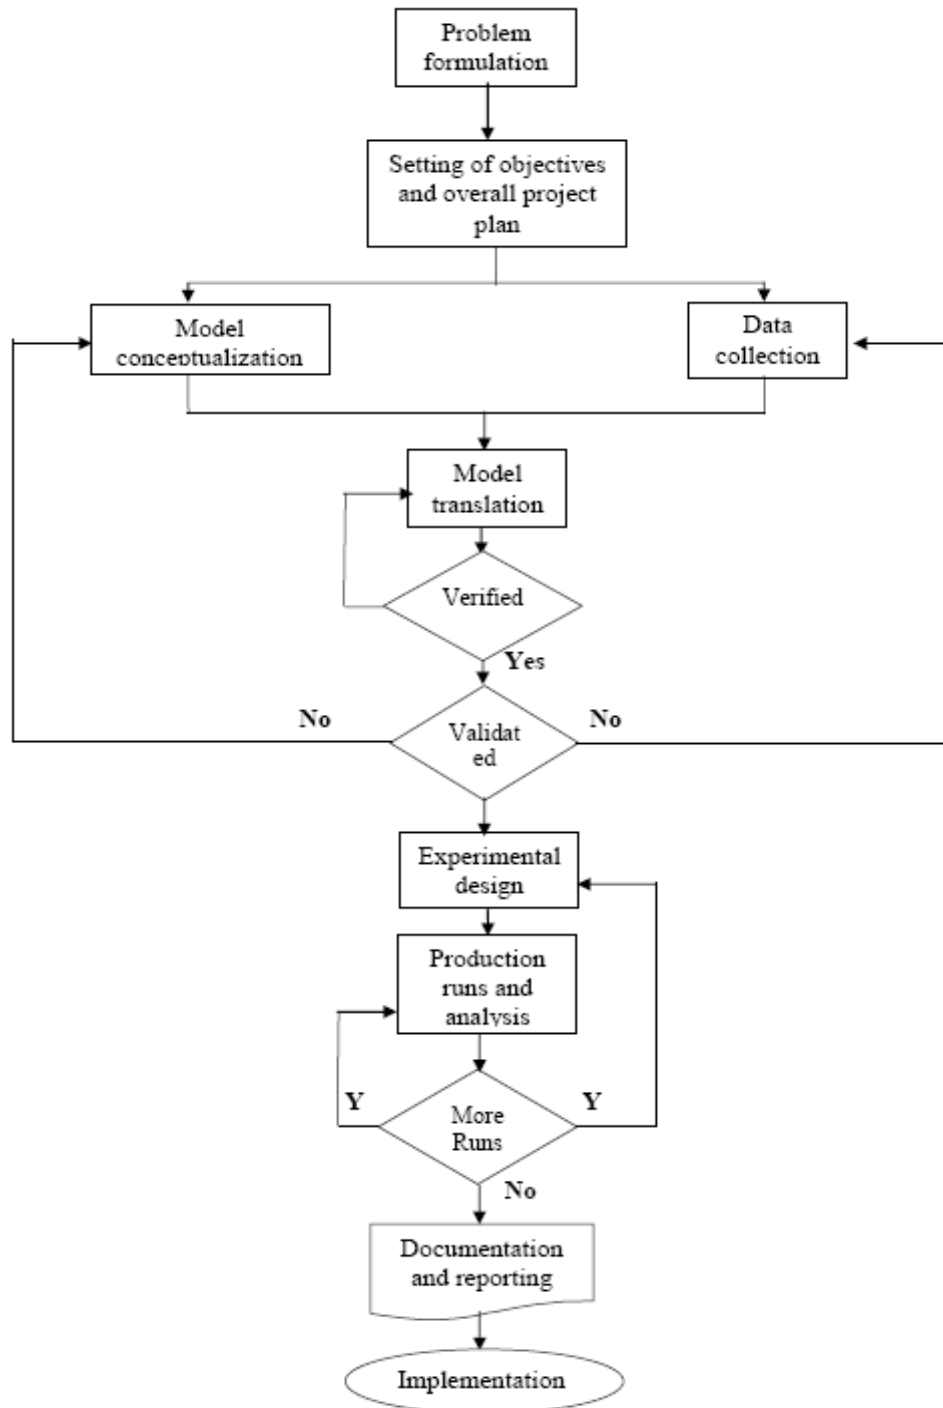 Problem
formulation
Setting of objectives
and overall project
plan
Model
conceptualization
Data
collection
Model
translation
Verified
Yes
No
No
Validat
ed
Experimental
design
Production
runs and
analysis
Y
Y
More
Runs
No
Documentation
and reporting
Implementation